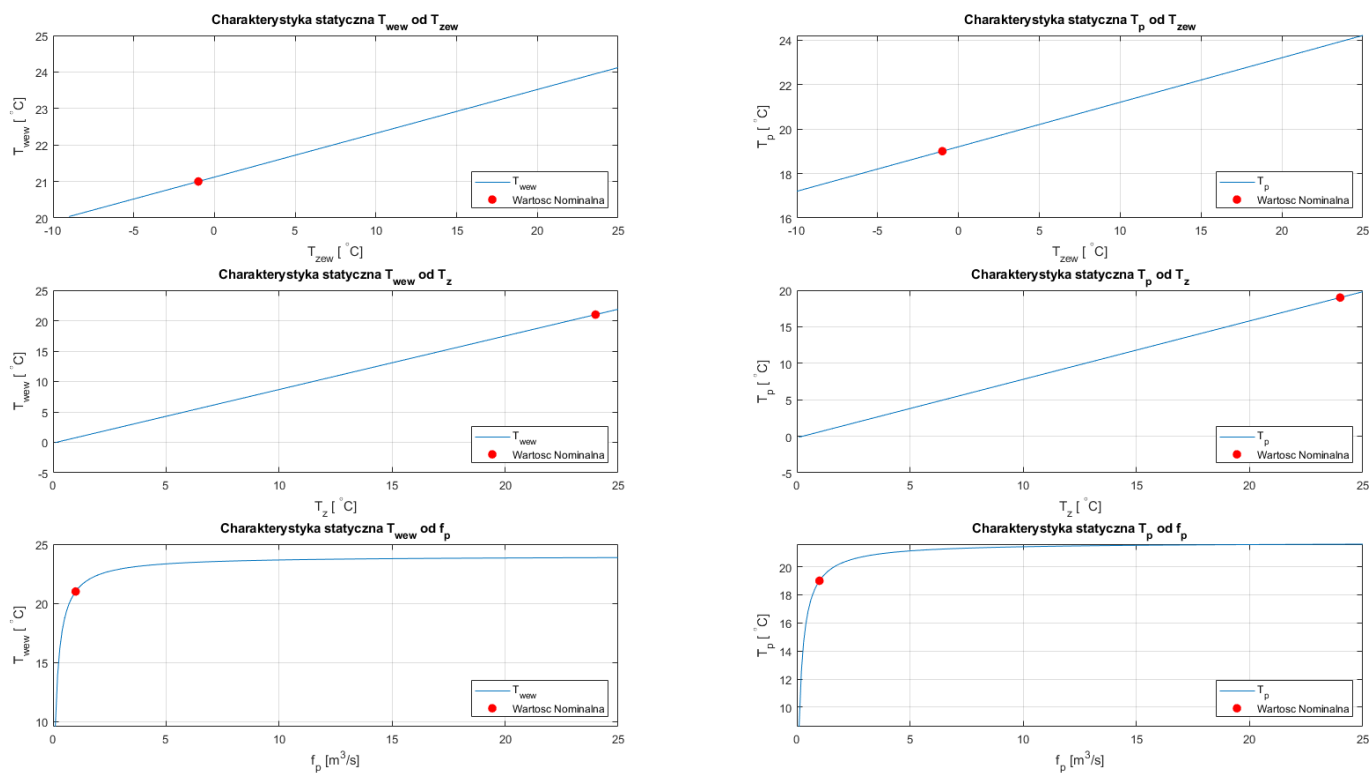 Charakterystyka statyczna T_wew od T_zew
25
24
23
22
21
20
T_wew [ °C]
-10 -5 0 5 10 15 20 25
T_zew [ °C]
T_wew
Wartosc Nominalna
Charakterystyka statyczna T_p od T_zew
24
22
20
18
16
T_p [ °C]
-10 -5 0 5 10 15 20 25
T_zew [ °C]
T_p
Wartosc Nominalna
Charakterystyka statyczna T_wew od T_z
25
20
15
10
5
0
-5
T_wew [ °C]
0 5 10 15 20 25
T_z [ °C]
T_wew
Wartosc Nominalna
Charakterystyka statyczna T_p od T_z
20
15
10
5
0
-5
T_p [ °C]
0 5 10 15 20 25
T_z [ °C]
T_p
Wartosc Nominalna
Charakterystyka statyczna T_wew od f_p
25
20
15
10
T_wew [ °C]
0 5 10 15 20 25
f_p [m³/s]
T_wew
Wartosc Nominalna
Charakterystyka statyczna T_p od f_p
20
18
16
14
12
10
T_p [ °C]
0 5 10 15 20 25
f_p [m³/s]
T_p
Wartosc Nominalna